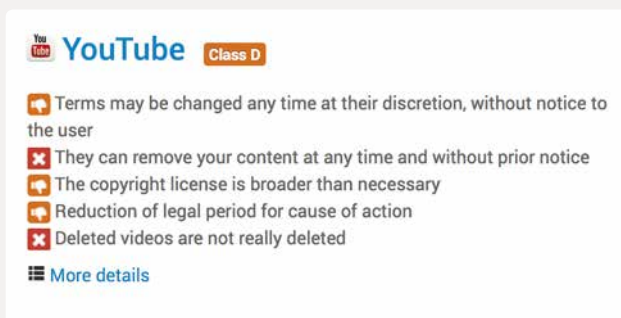 You
Tube
YouTube Class D
Terms may be changed any time at their discretion, without notice to
the user
They can remove your content at any time and without prior notice
The copyright license is broader than necessary
Reduction of legal period for cause of action
Deleted videos are not really deleted
More details